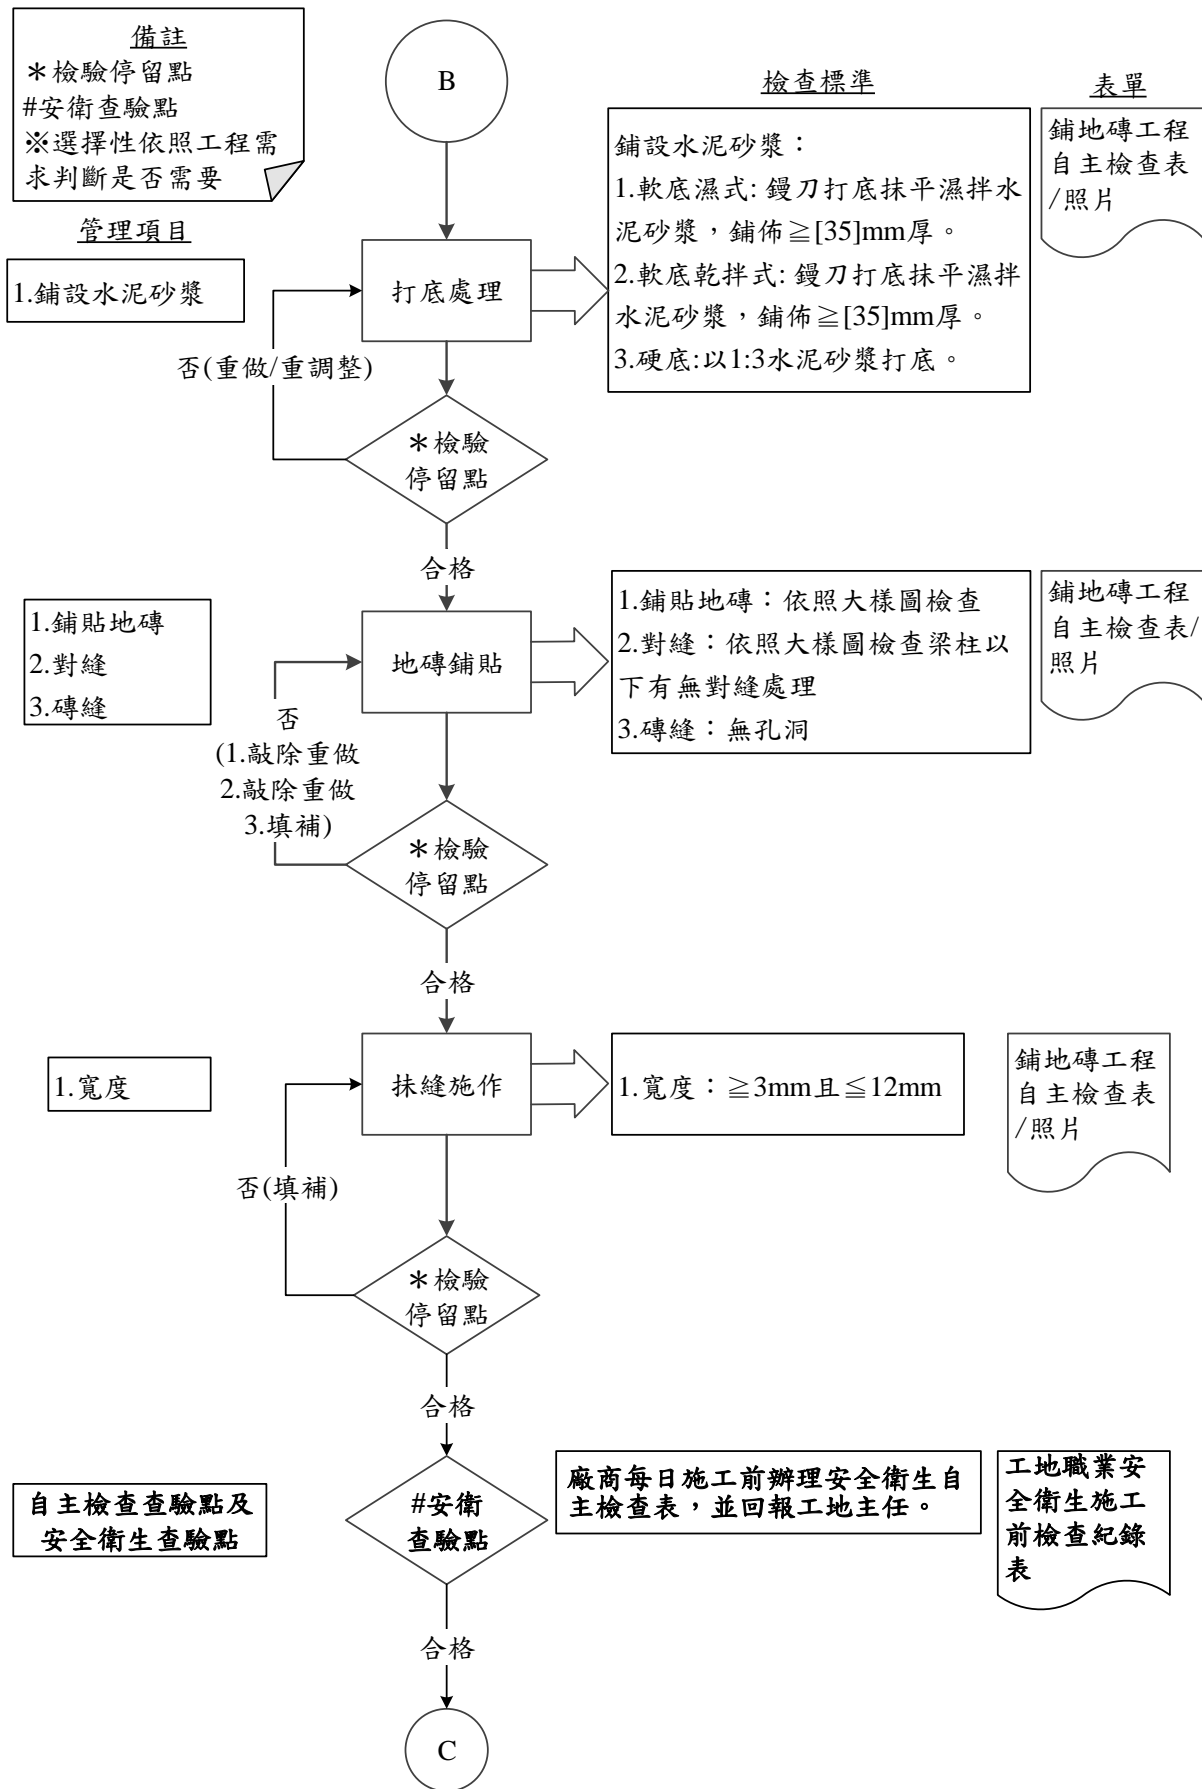 備註
＊檢驗停留點
#安衛查驗點
※選擇性依照工程需
求判斷是否需要
B
檢查標準
表單
管理項目
1.鋪設水泥砂漿
打底處理
鋪設水泥砂漿：
1.軟底濕式: 鏝刀打底抹平濕拌水
泥砂漿，鋪佈≧[35]mm厚。
2.軟底乾拌式: 鏝刀打底抹平濕拌
水泥砂漿，鋪佈≧[35]mm厚。
3.硬底:以1:3水泥砂漿打底。
鋪地磚工程
自主檢查表
/照片
否(重做/重調整)
＊檢驗
停留點
合格
1.鋪貼地磚
2.對縫
3.磚縫
地磚鋪貼
1.鋪貼地磚：依照大樣圖檢查
2.對縫：依照大樣圖檢查梁柱以
下有無對縫處理
3.磚縫：無孔洞
鋪地磚工程
自主檢查表/
照片
否
(1.敲除重做
2.敲除重做
3.填補)
＊檢驗
停留點
合格
1.寬度
抹縫施作
1.寬度：≧3mm且≦12mm
鋪地磚工程
自主檢查表
/照片
否(填補)
＊檢驗
停留點
合格
自主檢查查驗點及
安全衛生查驗點
#安衛
查驗點
廠商每日施工前辦理安全衛生自
主檢查表，並回報工地主任。
工地職業安
全衛生施工
前檢查紀錄
表
合格
C